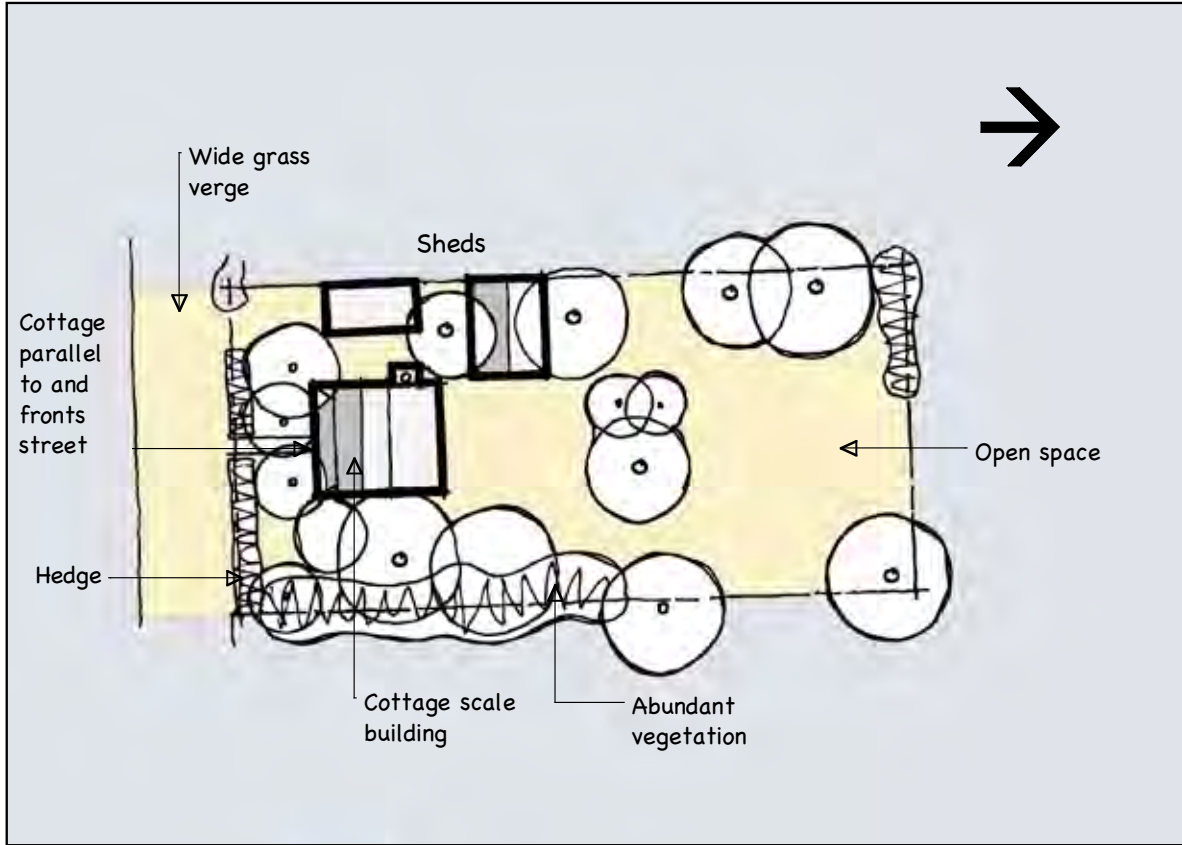 Wide grass
verge
Sheds
Cottage
parallel
to and
fronts
street
Open space
Hedge
Cottage scale
building
Abundant
vegetation